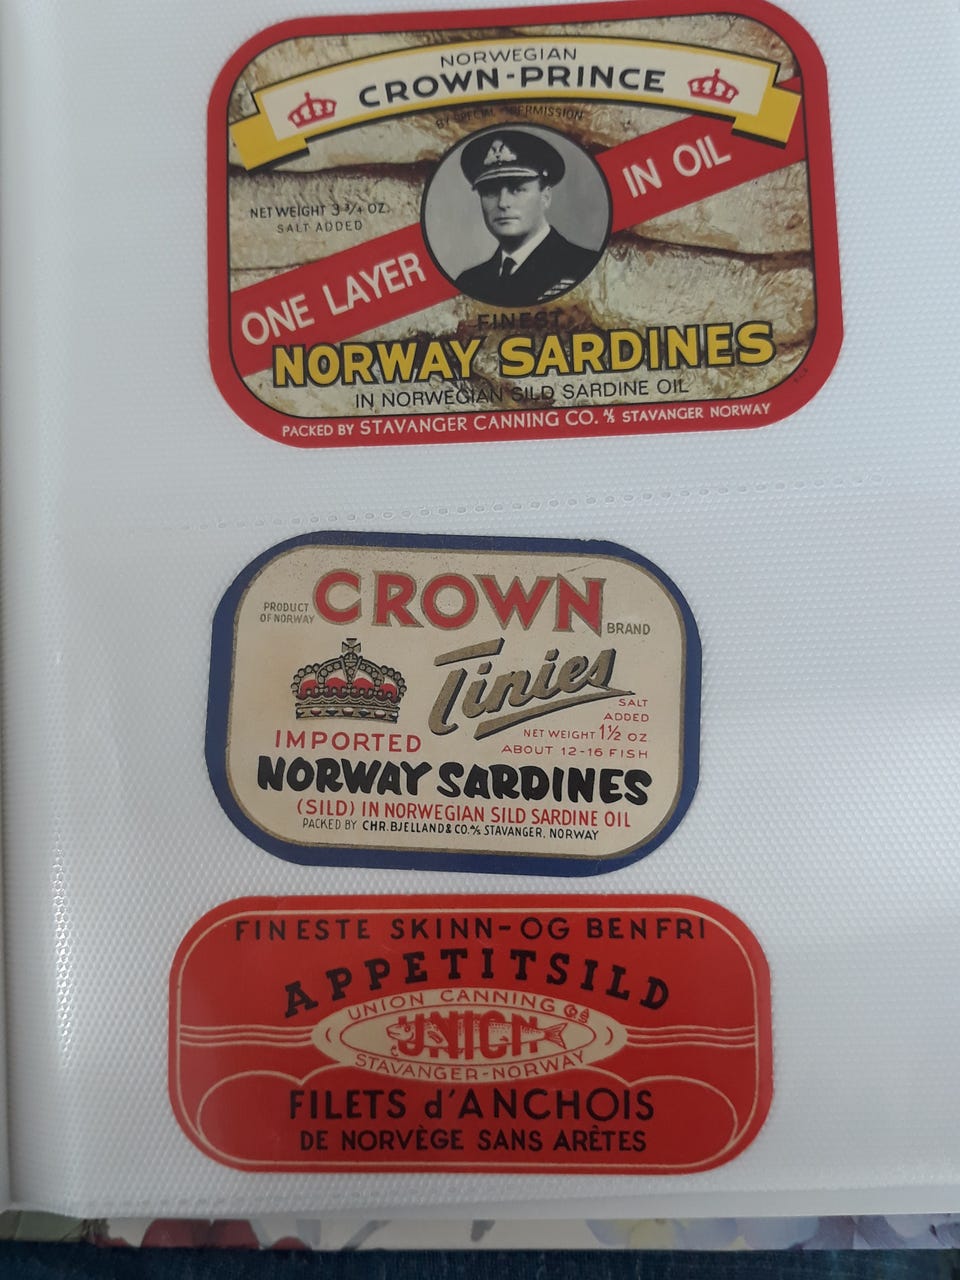 NORWEGIAN
CROWN-PRINCE
BY SPECIAL PERMISSION
IN OIL
NET WEIGHT 3 3/4 OZ.
SALT ADDED
ONE LAYER
FINEST
NORWAY SARDINES
IN NORWEGIAN SILD SARDINE OIL
PACKED BY STAVANGER CANNING CO. A/S STAVANGER NORWAY
CROWN
PRODUCT
OF NORWAY
BRAND
Tinies
SALT
ADDED
NET WEIGHT 1½ OZ.
ABOUT 12-16 FISH
IMPORTED
NORWAY SARDINES
(SILD) IN NORWEGIAN SILD SARDINE OIL
PACKED BY CHR. BJELLAND & CO. A/S STAVANGER, NORWAY
FINESTE SKINN-OG BENFRI
APPETITSILD
UNION CANNING Co A/S
UNION
STAVANGER-NORWAY
FILETS d'ANCHOIS
DE NORVÈGE SANS ARÊTES